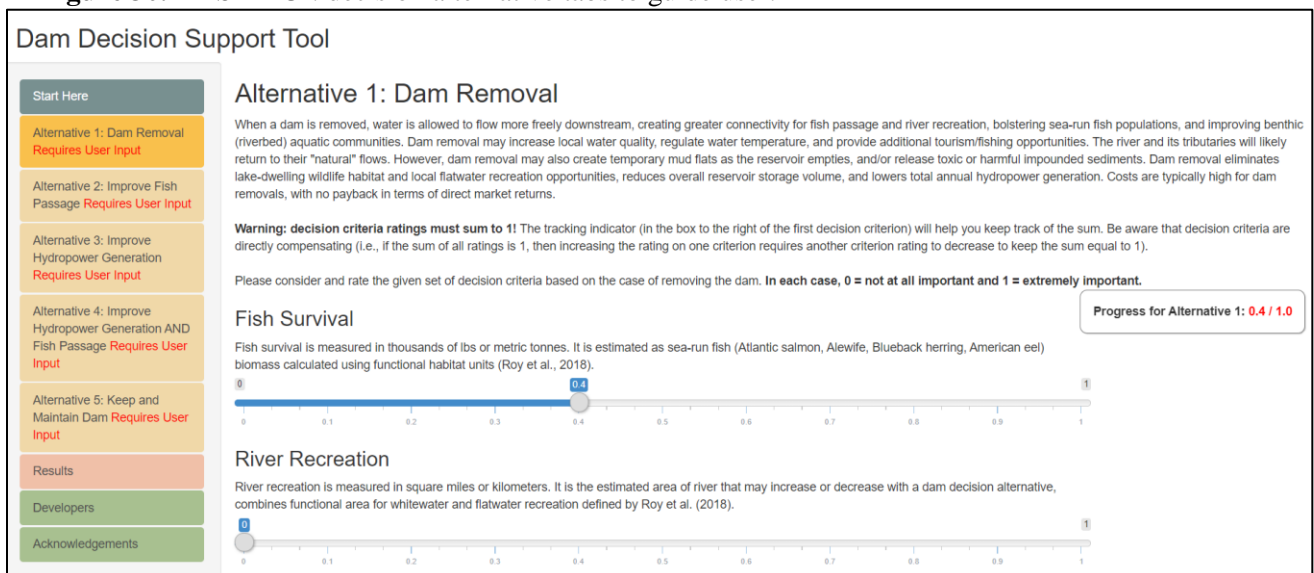 Dam Decision Support Tool
Start Here
Alternative 1: Dam Removal
Requires User Input
Alternative 2: Improve Fish
Passage Requires User Input
Alternative 3: Improve
Hydropower Generation
Requires User Input
Alternative 4: Improve
Hydropower Generation AND
Fish Passage Requires User
Input
Alternative 5: Keep and
Maintain Dam Requires User
Input
Results
Developers
Acknowledgements
Alternative 1: Dam Removal
When a dam is removed, water is allowed to flow more freely downstream, creating greater connectivity for fish passage and river recreation, bolstering sea-run fish populations, and improving benthic
(riverbed) aquatic communities. Dam removal may increase local water quality, regulate water temperature, and provide additional tourism/fishing opportunities. The river and its tributaries will likely
return to their "natural" flows. However, dam removal may also create temporary mud flats as the reservoir empties, and/or release toxic or harmful impounded sediments. Dam removal eliminates
lake-dwelling wildlife habitat and local flatwater recreation opportunities, reduces overall reservoir storage volume, and lowers total annual hydropower generation. Costs are typically high for dam
removals, with no payback in terms of direct market returns.
Warning: decision criteria ratings must sum to 1! The tracking indicator (in the box to the right of the first decision criterion) will help you keep track of the sum. Be aware that decision criteria are
directly compensating (i.e., if the sum of all ratings is 1, then increasing the rating on one criterion requires another criterion rating to decrease to keep the sum equal to 1).
Please consider and rate the given set of decision criteria based on the case of removing the dam. In each case, 0 = not at all important and 1 = extremely important.
Progress for Alternative 1: 0.4 / 1.0
Fish Survival
Fish survival is measured in thousands of lbs or metric tonnes. It is estimated as sea-run fish (Atlantic salmon, Alewife, Blueback herring, American eel)
biomass calculated using functional habitat units (Roy et al., 2018).
0 0.4 1
0 0.1 0.2 0.3 0.4 0.5 0.6 0.7 0.8 0.9 1
River Recreation
River recreation is measured in square miles or kilometers. It is the estimated area of river that may increase or decrease with a dam decision alternative,
combines functional area for whitewater and flatwater recreation defined by Roy et al. (2018).
0 1
0 0.1 0.2 0.3 0.4 0.5 0.6 0.7 0.8 0.9 1